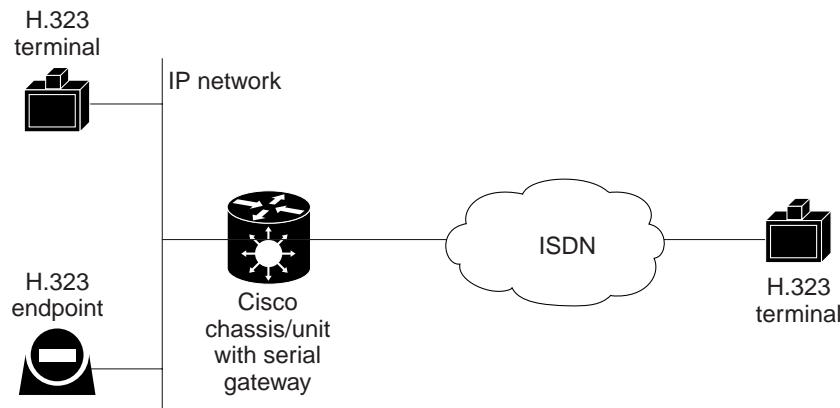 H.323
terminal
IP network
ISDN
H.323
endpoint
Cisco
chassis/unit
with serial
gateway
H.323
terminal